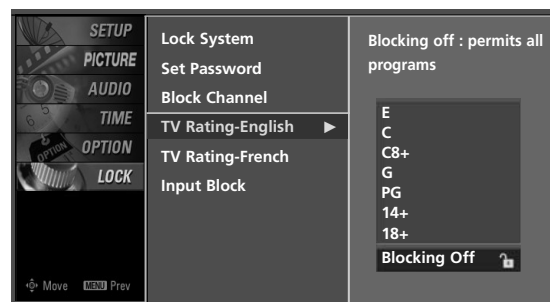 SETUP
PICTURE
AUDIO
TIME
OPTION
LOCK
Move MENU Prev
Lock System
Set Password
Block Channel
TV Rating-English
TV Rating-French
Input Block
Blocking off : permits all
programs
E
C
C8+
G
PG
14+
18+
Blocking Off